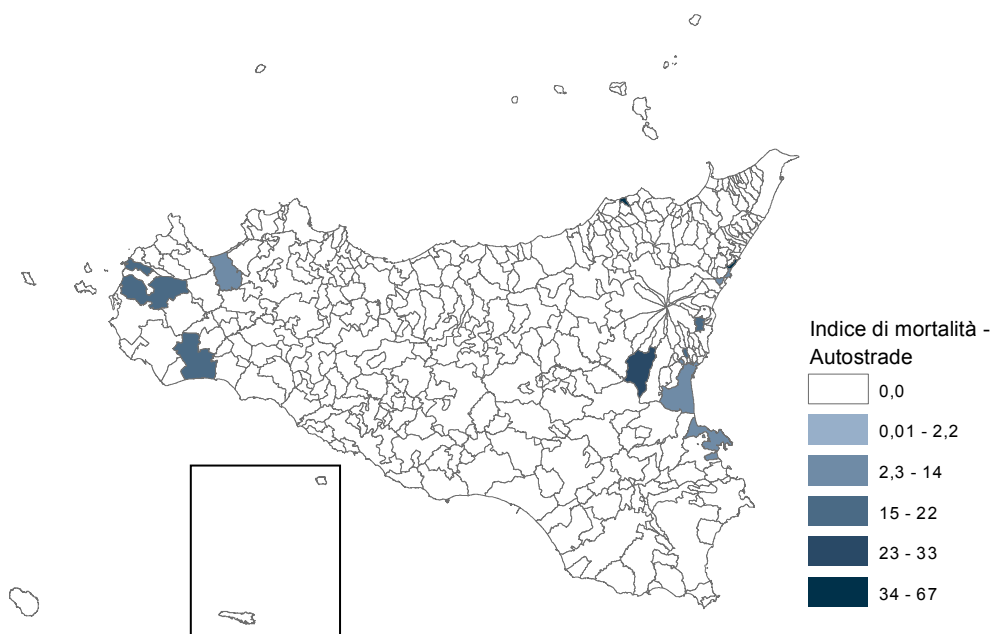 Indice di mortalità -
Autostrade
0,0
0,01 - 2,2
2,3 - 14
15 - 22
23 - 33
34 - 67